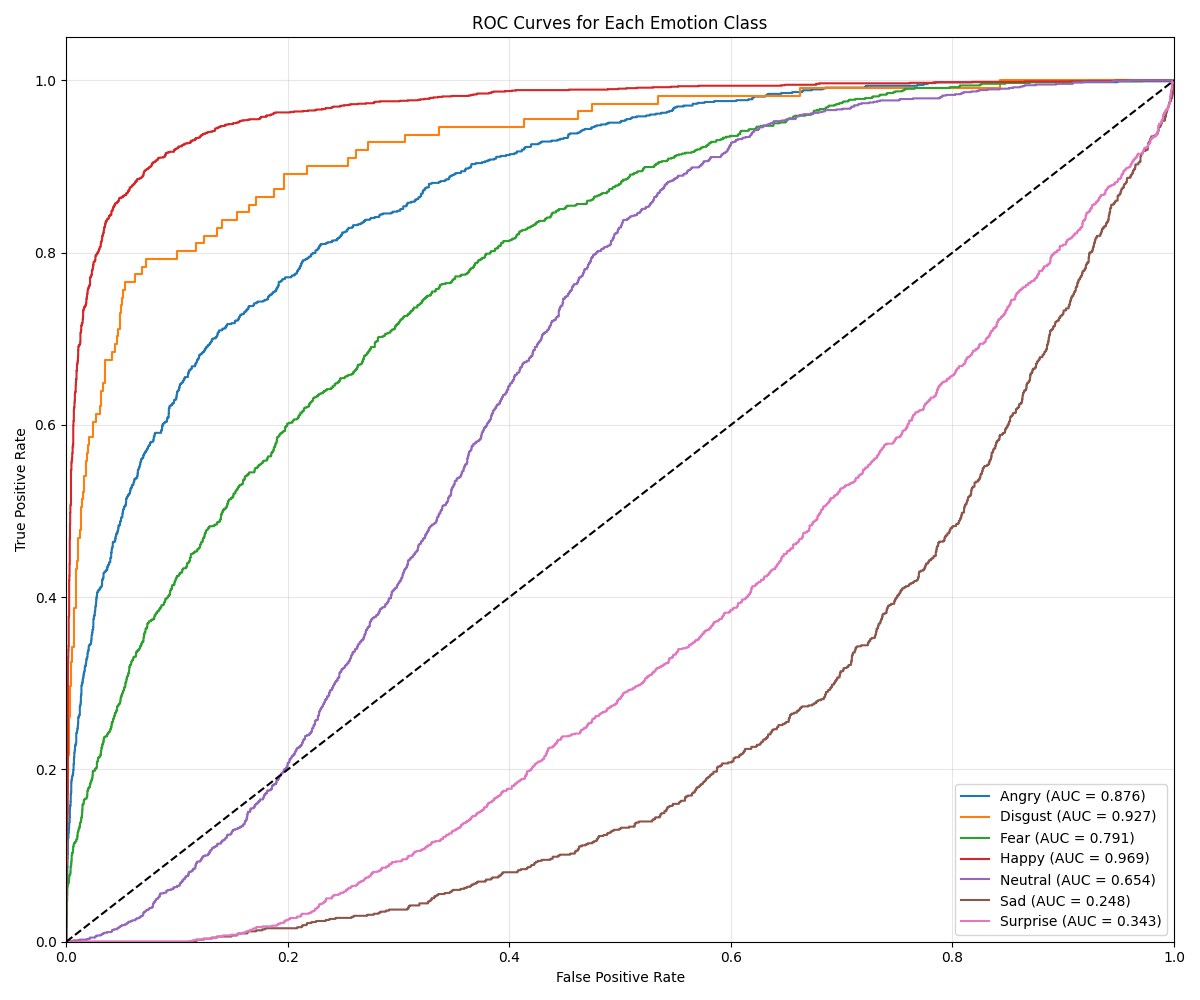 ROC Curves for Each Emotion Class
True Positive Rate
1.0
0.8
0.6
0.4
0.2
0.0
0.0 0.2 0.4 0.6 0.8 1.0
False Positive Rate
Angry (AUC = 0.876)
Disgust (AUC = 0.927)
Fear (AUC = 0.791)
Happy (AUC = 0.969)
Neutral (AUC = 0.654)
Sad (AUC = 0.248)
Surprise (AUC = 0.343)